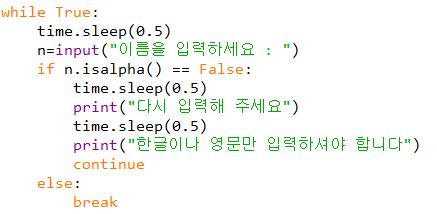 while True:
    time.sleep(0.5)
    n=input("이름을 입력하세요 : ")
    if n.isalpha() == False:
        time.sleep(0.5)
        print("다시 입력해 주세요")
        time.sleep(0.5)
        print("한글이나 영문만 입력하셔야 합니다")
        continue
    else:
        break